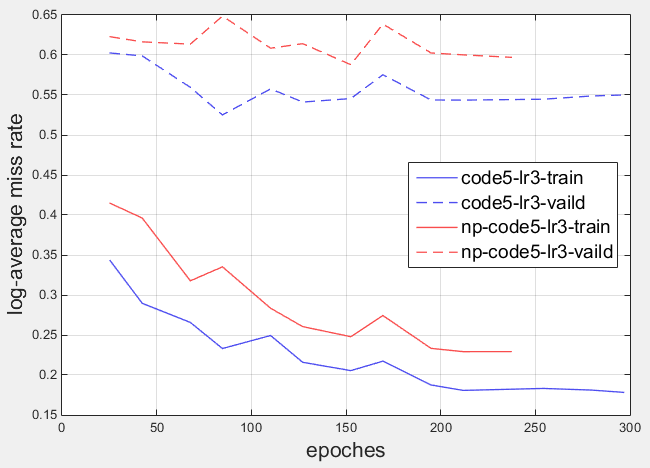 0.65
0.6
0.55
0.5
0.45
0.4
0.35
0.3
0.25
0.2
0.15
log-average miss rate
code5-lr3-train
code5-lr3-vaild
np-code5-lr3-train
np-code5-lr3-vaild
0 50 100 150 200 250 300
epoches